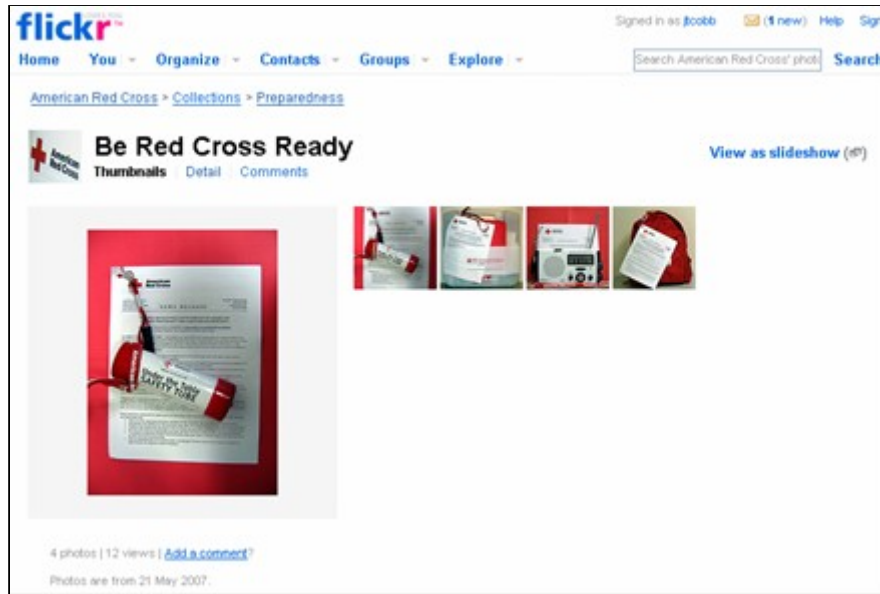 flickr
Signed in as jtcobb (1 new) Help Sign
Home You Organize Contacts Groups Explore
Search American Red Cross' photo Search
American Red Cross > Collections > Preparedness
American Red Cross
Be Red Cross Ready
Thumbnails Detail Comments
View as slideshow
American Red Cross
NEWS RELEASE
Under the Table
SAFETY TUBE
4 photos | 12 views | Add a comment?
Photos are from 21 May 2007.